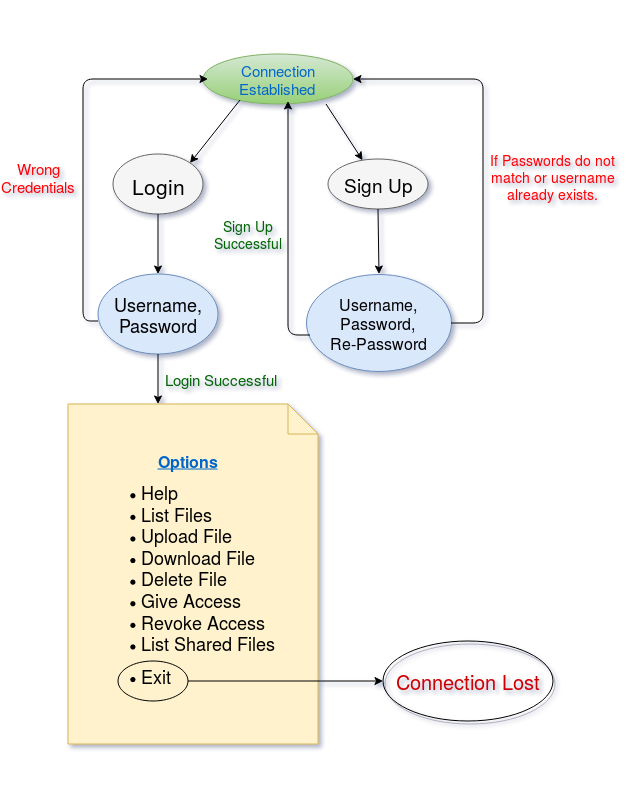 Connection
Established
Wrong
Credentials
Login
Sign Up
If Passwords do not
match or username
already exists.
Sign Up
Successful
Username,
Password
Username,
Password,
Re-Password
Login Successful
Options
• Help
• List Files
• Upload File
• Download File
• Delete File
• Give Access
• Revoke Access
• List Shared Files
• Exit
Connection Lost